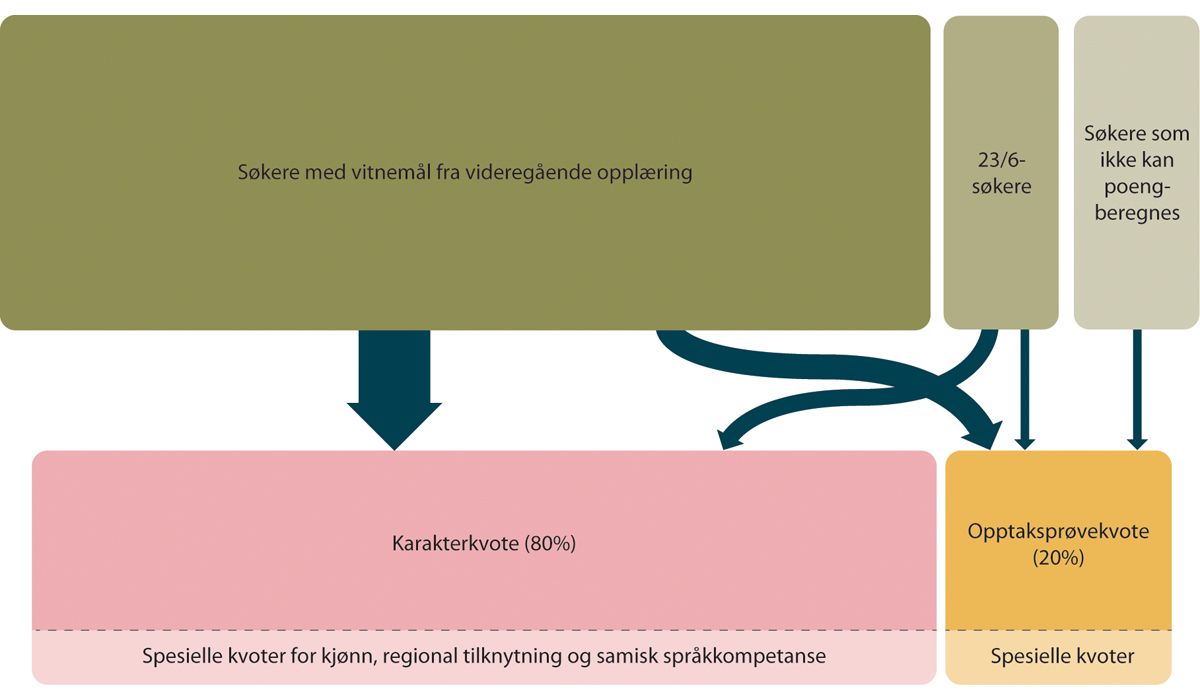 Søkere med vitnemål fra videregående opplæring
23/6-
søkere
Søkere som
ikke kan
poeng-
beregnes
Karakterkvote (80%)
Opptaksprøvekvote
(20%)
Spesielle kvoter for kjønn, regional tilknytning og samisk språkkompetanse
Spesielle kvoter